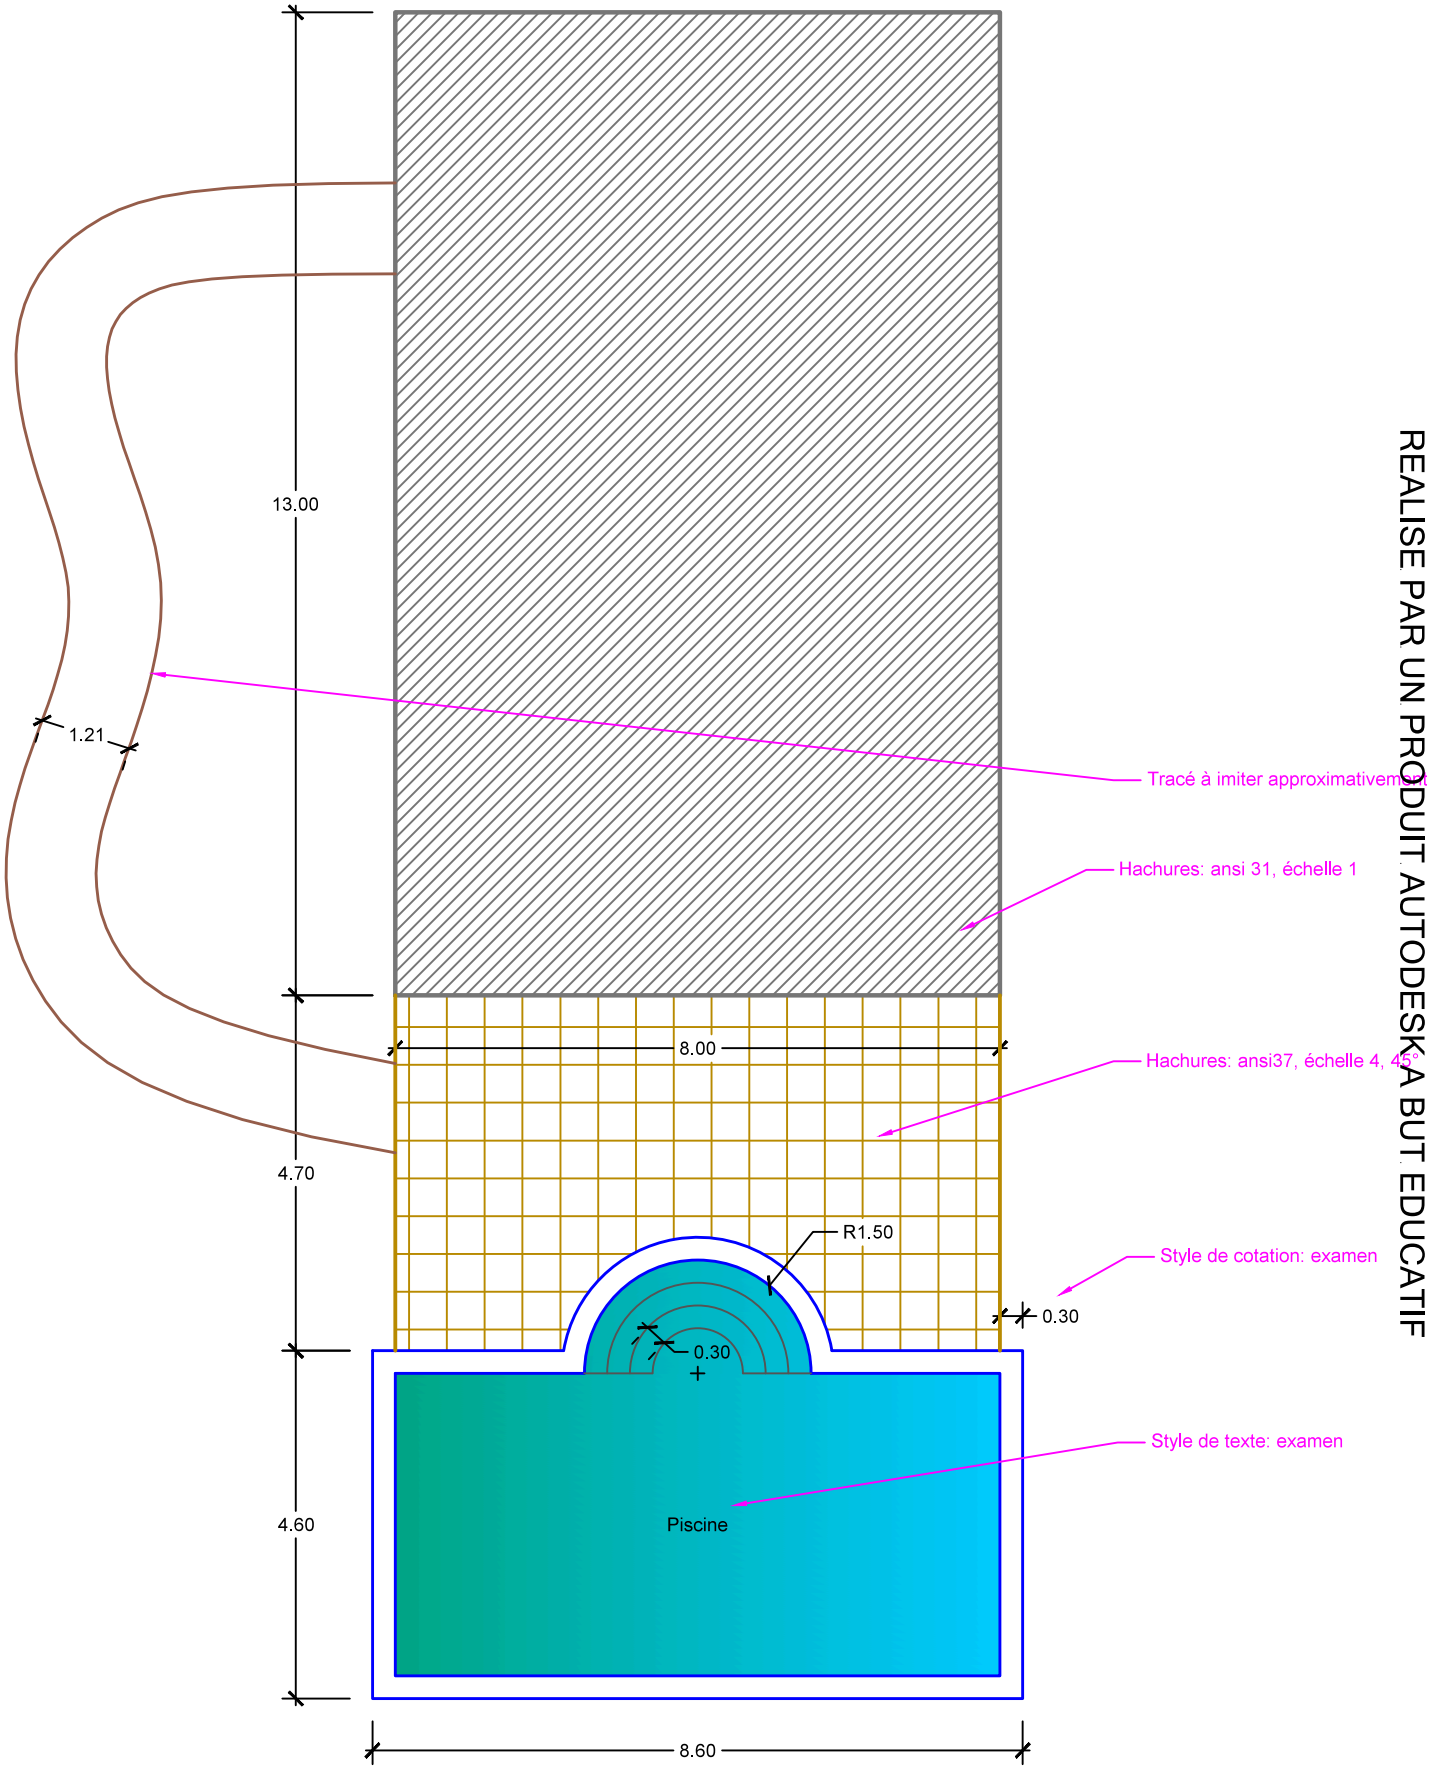 13.00
1.21
Tracé à imiter approximativement
Hachures: ansi 31, échelle 1
8.00
Hachures: ansi37, échelle 4, 45°
4.70
R1.50
Style de cotation: examen
0.30
0.30
Style de texte: examen
4.60
Piscine
8.60
REALISE PAR UN PRODUIT AUTODESK A BUT EDUCATIF